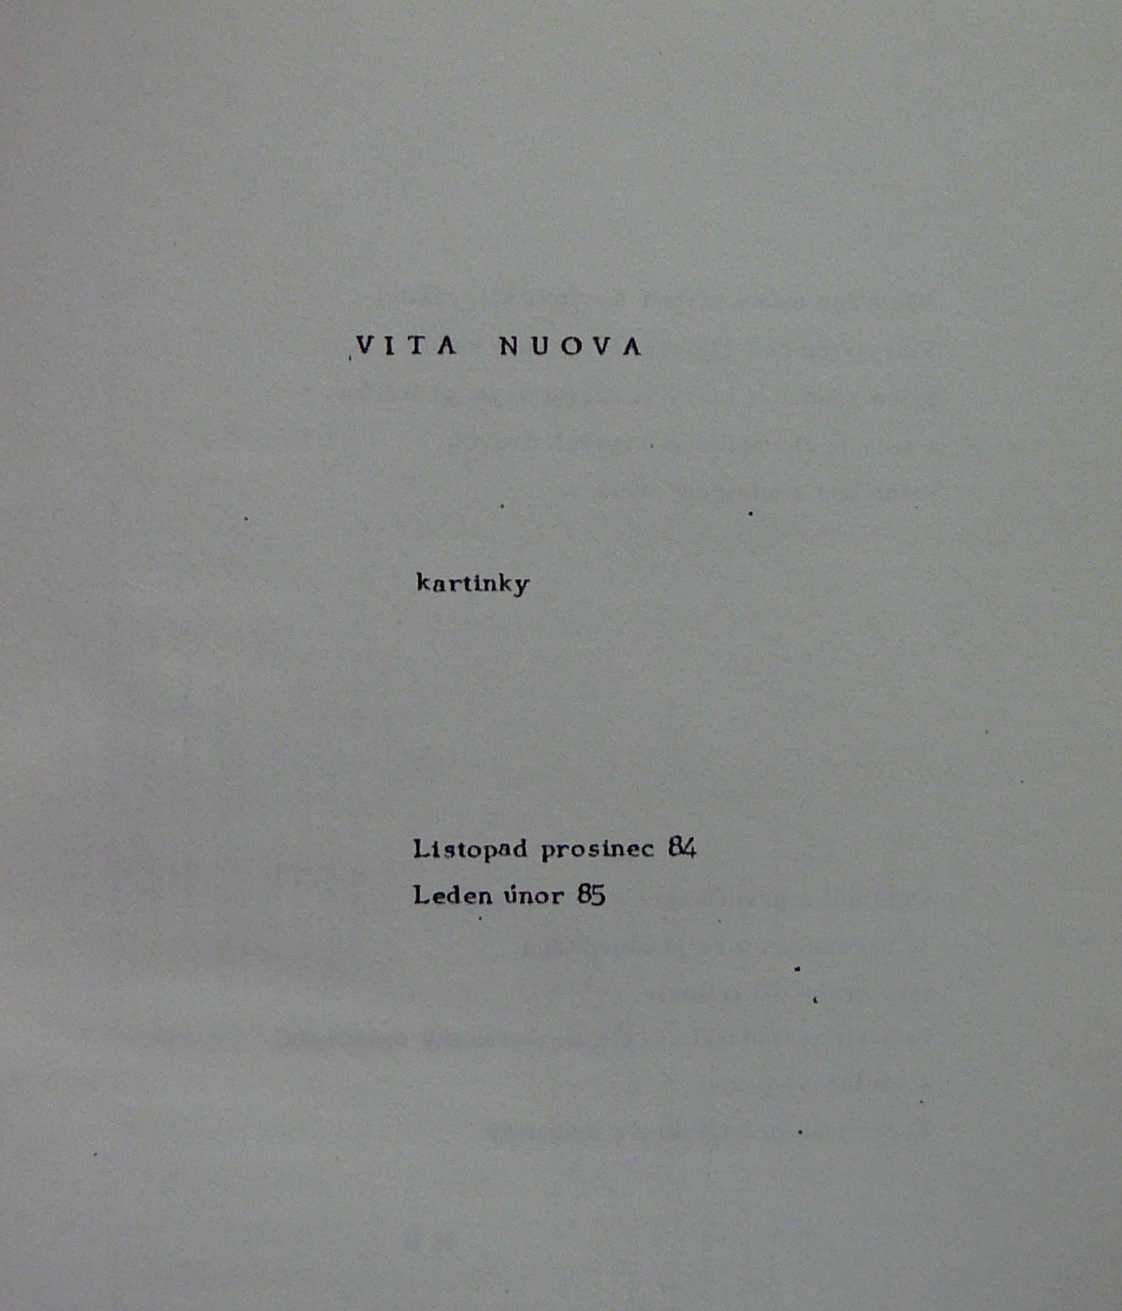 VITA NUOVA
kartinky
Listopad prosinec 84
Leden únor 85